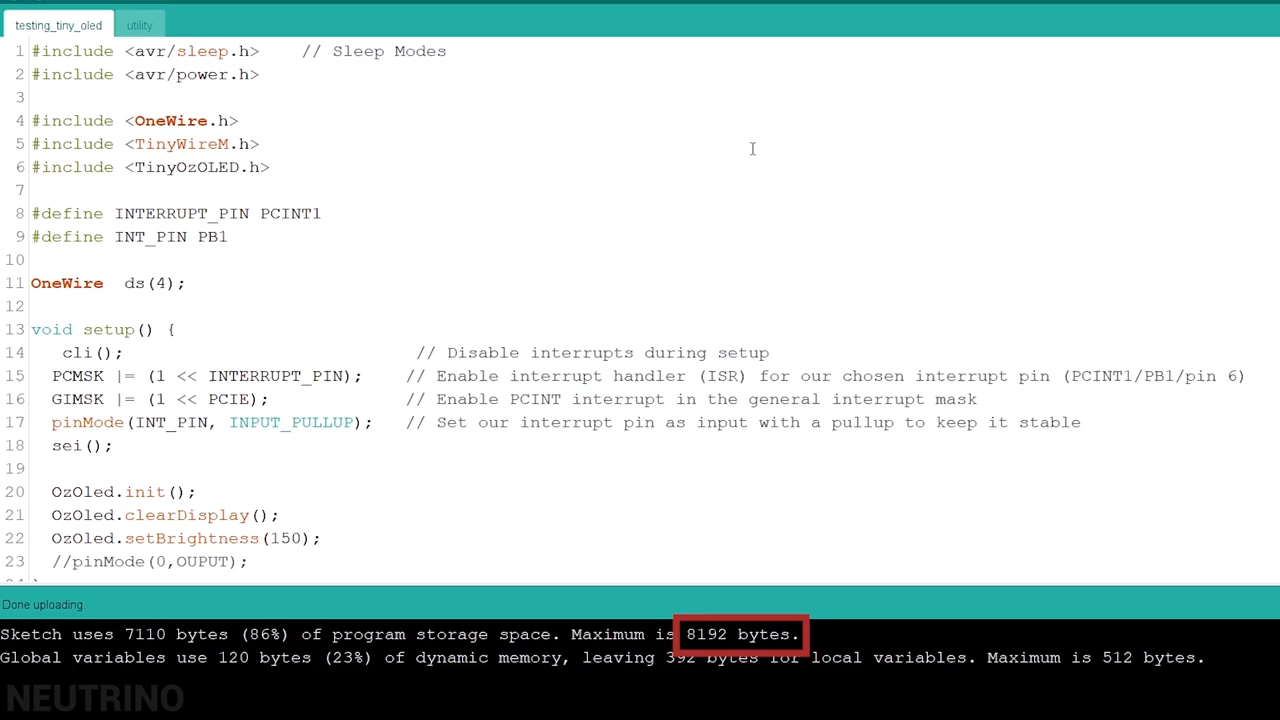 testing_tiny_oled utility
1 #include <avr/sleep.h> // Sleep Modes
2 #include <avr/power.h>
3
4 #include <OneWire.h>
5 #include <TinyWireM.h>
6 #include <TinyOzOLED.h>
7
8 #define INTERRUPT_PIN PCINT1
9 #define INT_PIN PB1
10
11 OneWire ds(4);
12
13 void setup() {
14 cli(); // Disable interrupts during setup
15 PCMSK |= (1 << INTERRUPT_PIN); // Enable interrupt handler (ISR) for our chosen interrupt pin (PCINT1/PB1/pin 6)
16 GIMSK |= (1 << PCIE); // Enable PCINT interrupt in the general interrupt mask
17 pinMode(INT_PIN, INPUT_PULLUP); // Set our interrupt pin as input with a pullup to keep it stable
18 sei();
19
20 OzOled.init();
21 OzOled.clearDisplay();
22 OzOled.setBrightness(150);
23 //pinMode(0,OUPUT);
Done uploading.
Sketch uses 7110 bytes (86%) of program storage space. Maximum is 8192 bytes.
Global variables use 120 bytes (23%) of dynamic memory, leaving 392 bytes for local variables. Maximum is 512 bytes.
NEUTRINO